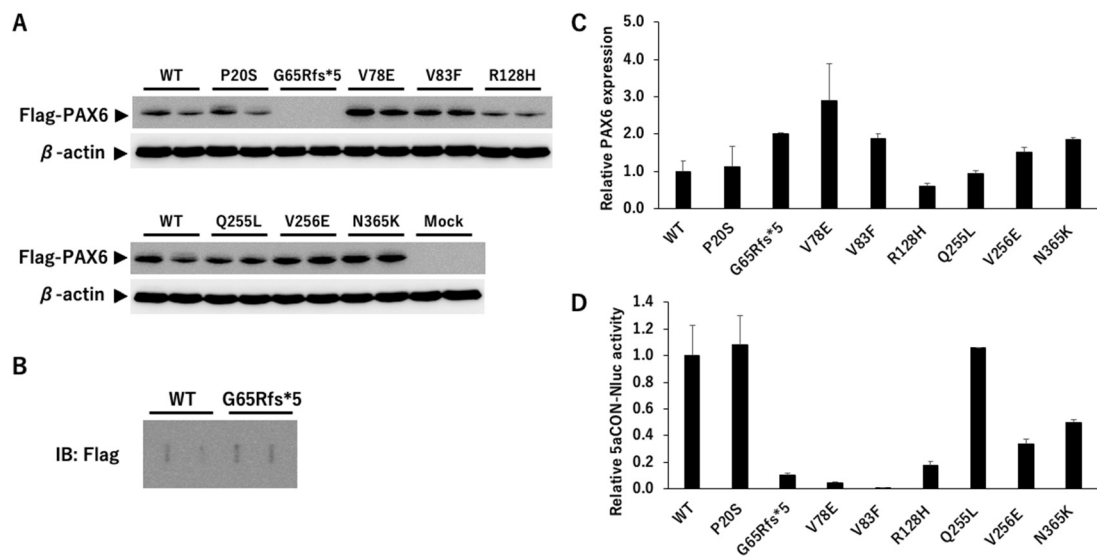 A
WT P20S G65Rfs*5 V78E V83F R128H
Flag-PAX6
β-actin
WT Q255L V256E N365K Mock
Flag-PAX6
β-actin
B
WT G65Rfs*5
IB: Flag
C
Relative PAX6 expression
5.0
4.0
3.0
2.0
1.0
0.0
WT P20S G65Rfs*5 V78E V83F R128H Q255L V256E N365K
D
Relative 5aCON-Nluc activity
1.4
1.2
1.0
0.8
0.6
0.4
0.2
0.0
WT P20S G65Rfs*5 V78E V83F R128H Q255L V256E N365K